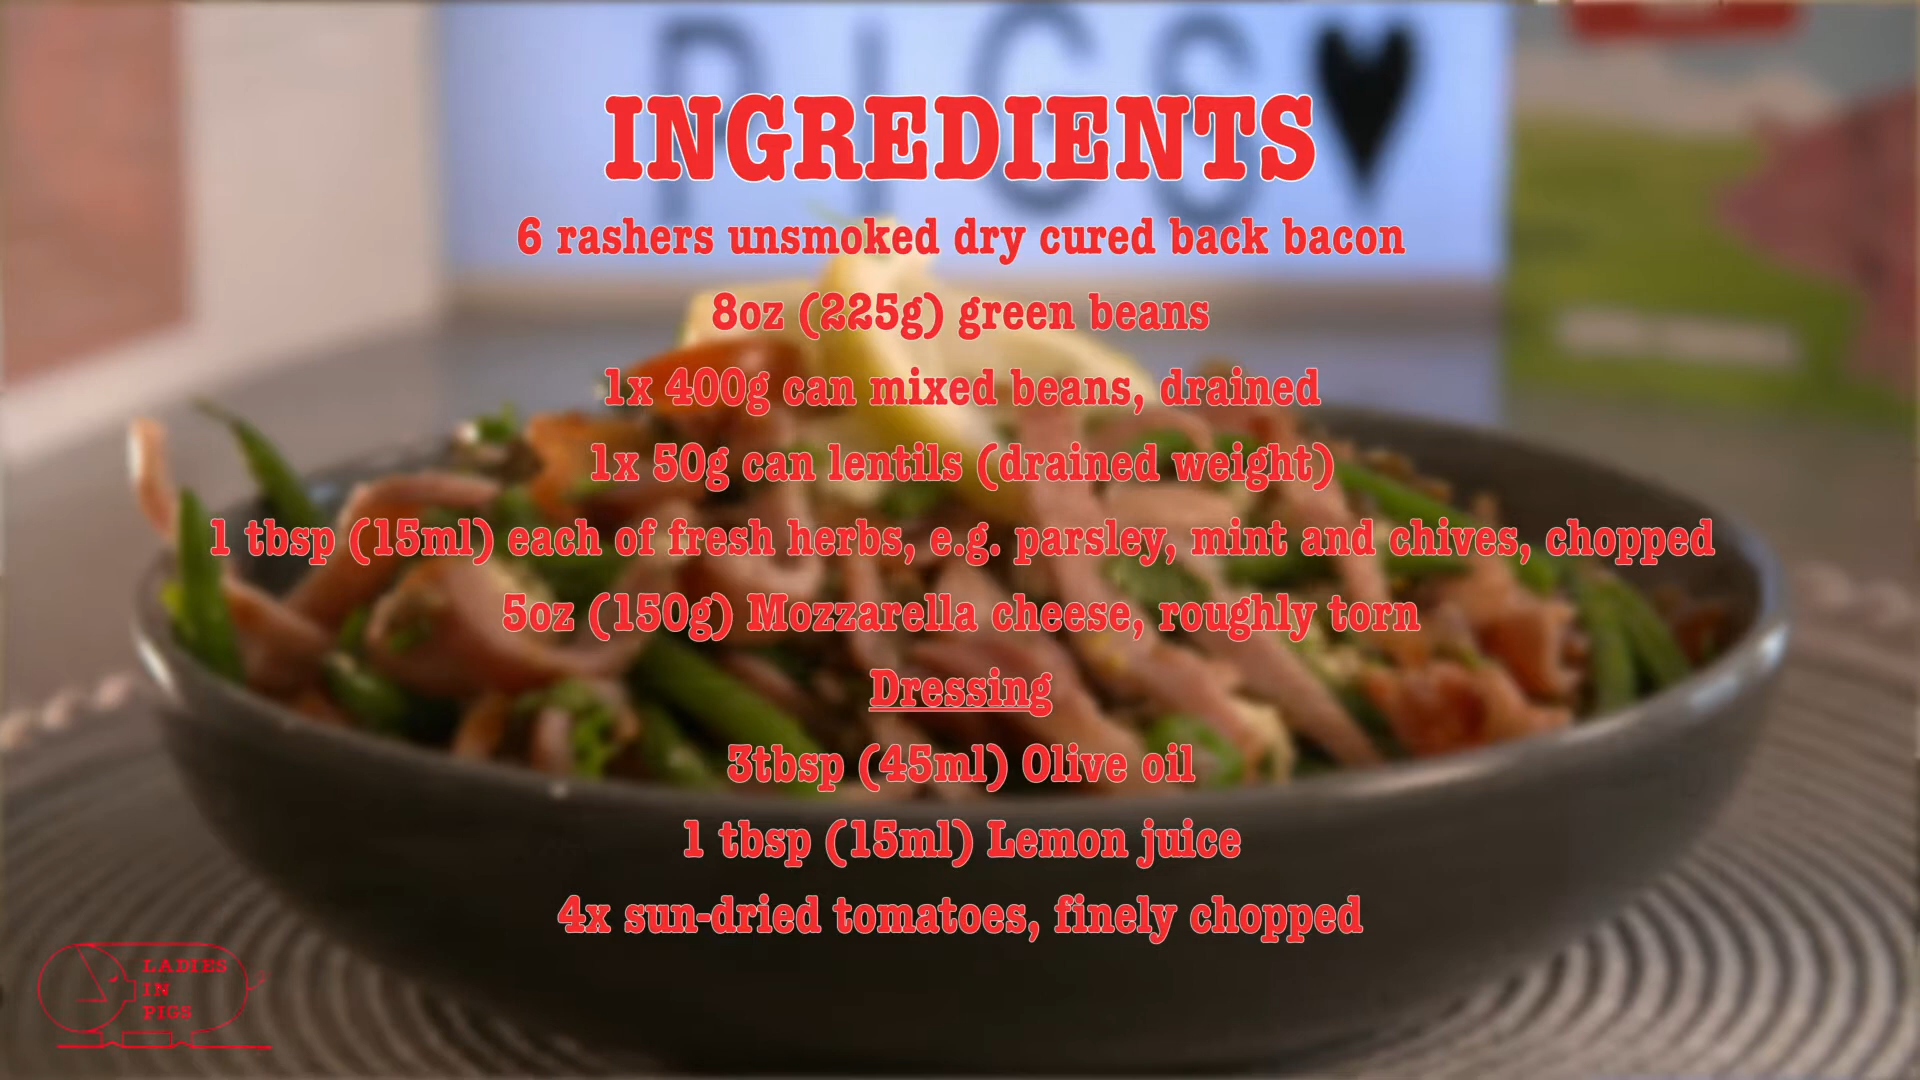 PIGS♥
INGREDIENTS
6 rashers unsmoked dry cured back bacon
8oz (225g) green beans
1x 400g can mixed beans, drained
1x 50g can lentils (drained weight)
1 tbsp (15ml) each of fresh herbs, e.g. parsley, mint and chives, chopped
5oz (150g) Mozzarella cheese, roughly torn
Dressing
3tbsp (45ml) Olive oil
1 tbsp (15ml) Lemon juice
4x sun-dried tomatoes, finely chopped
LADIES
IN
PIGS